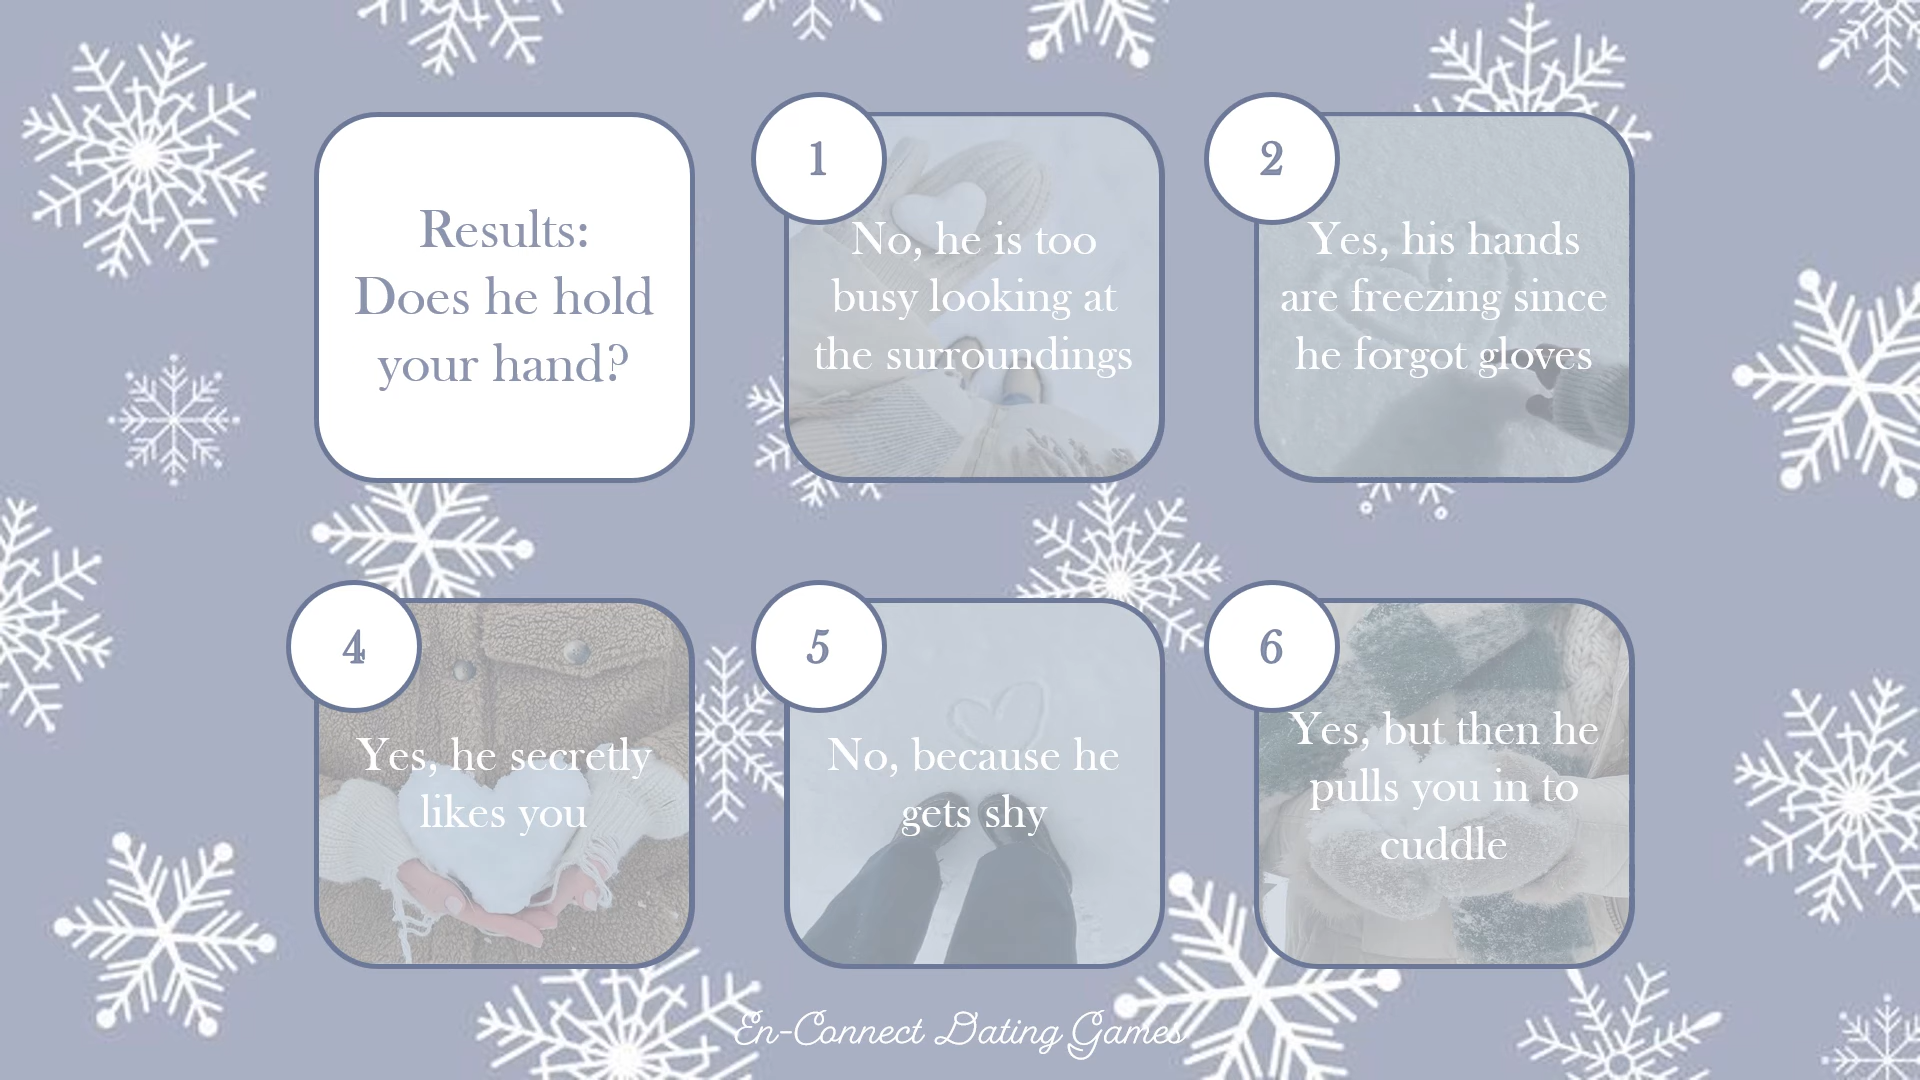 Results:
Does he hold
your hand?
1
No, he is too
busy looking at
the surroundings
2
Yes, his hands
are freezing since
he forgot gloves
4
Yes, he secretly
likes you
5
No, because he
gets shy
6
Yes, but then he
pulls you in to
cuddle
En-Connect Dating Games